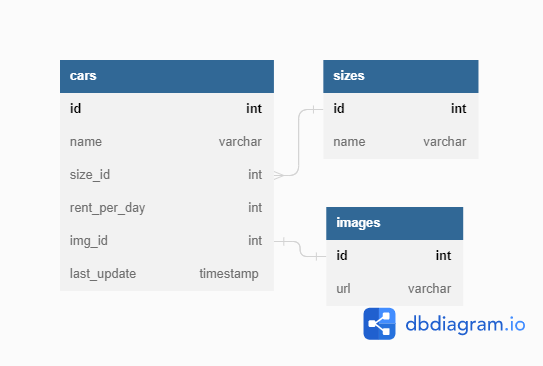 cars
id int
name varchar
size_id int
rent_per_day int
img_id int
last_update timestamp
sizes
id int
name varchar
images
id int
url varchar
dbdiagram.io